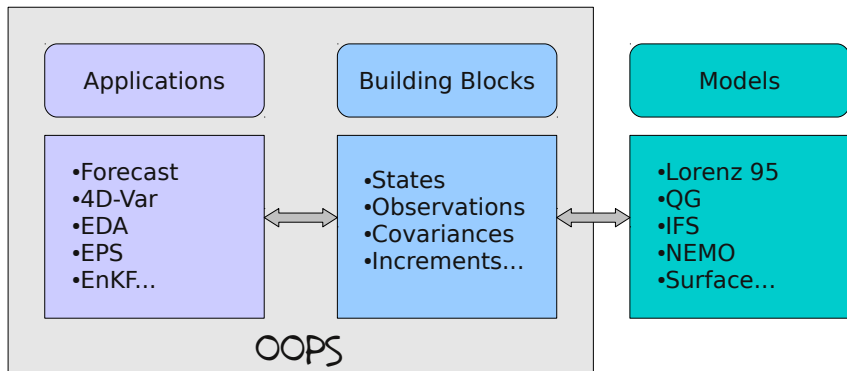 Applications
Building Blocks
Models
•Forecast
•4D-Var
•EDA
•EPS
•EnKF...
•States
•Observations
•Covariances
•Increments...
•Lorenz 95
•QG
•IFS
•NEMO
•Surface...
OOPS